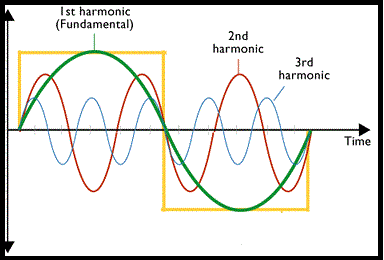 1st harmonic
(Fundamental)
2nd
harmonic
3rd
harmonic
Time